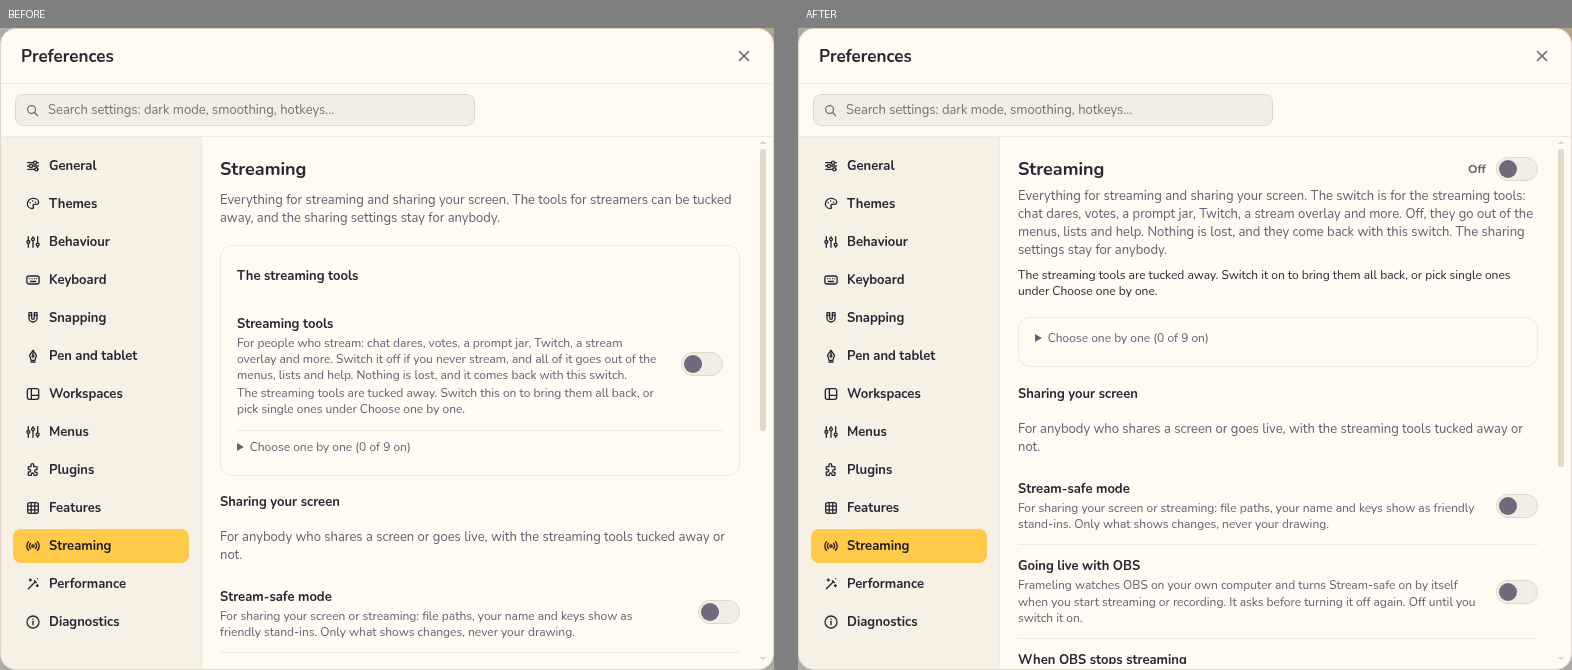 BEFORE
Preferences
Search settings: dark mode, smoothing, hotkeys...
General
Themes
Behaviour
Keyboard
Snapping
Pen and tablet
Workspaces
Menus
Plugins
Features
Streaming
Performance
Diagnostics
Streaming
Everything for streaming and sharing your screen. The tools for streamers can be tucked
away, and the sharing settings stay for anybody.
The streaming tools
Streaming tools
For people who stream: chat dares, votes, a prompt jar, Twitch, a stream
overlay and more. Switch it off if you never stream, and all of it goes out of the
menus, lists and help. Nothing is lost, and it comes back with this switch.
The streaming tools are tucked away. Switch this on to bring them all back, or
pick single ones under Choose one by one.
Choose one by one (0 of 9 on)
Sharing your screen
For anybody who shares a screen or goes live, with the streaming tools tucked away or
not.
Stream-safe mode
For sharing your screen or streaming: file paths, your name and keys show as
friendly stand-ins. Only what shows changes, never your drawing.
AFTER
Preferences
Search settings: dark mode, smoothing, hotkeys...
General
Themes
Behaviour
Keyboard
Snapping
Pen and tablet
Workspaces
Menus
Plugins
Features
Streaming
Performance
Diagnostics
Streaming
Off
Everything for streaming and sharing your screen. The switch is for the streaming tools:
chat dares, votes, a prompt jar, Twitch, a stream overlay and more. Off, they go out of the
menus, lists and help. Nothing is lost, and they come back with this switch. The sharing
settings stay for anybody.
The streaming tools are tucked away. Switch it on to bring them all back, or pick single ones
under Choose one by one.
Choose one by one (0 of 9 on)
Sharing your screen
For anybody who shares a screen or goes live, with the streaming tools tucked away or
not.
Stream-safe mode
For sharing your screen or streaming: file paths, your name and keys show as friendly
stand-ins. Only what shows changes, never your drawing.
Going live with OBS
Frameling watches OBS on your own computer and turns Stream-safe on by itself
when you start streaming or recording. It asks before turning it off again. Off until you
switch it on.
When OBS stops streaming